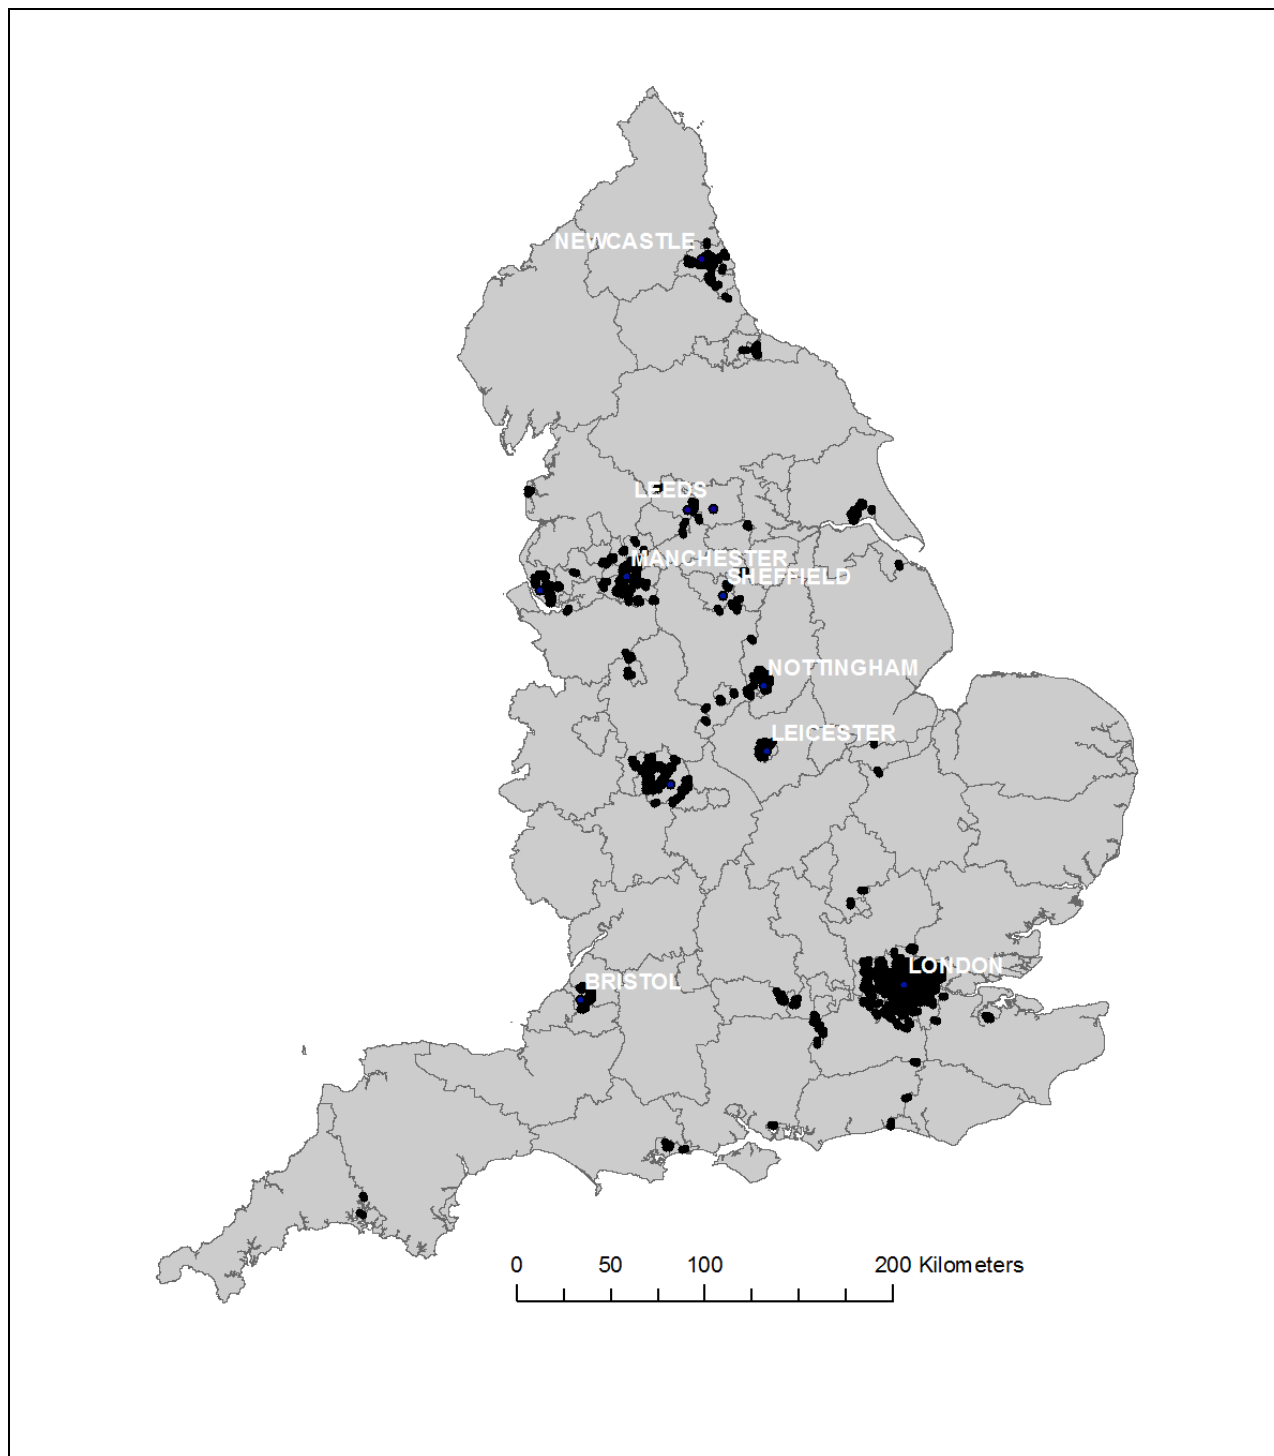 NEWCASTLE
LEEDS
MANCHESTER
SHEFFIELD
NOTTINGHAM
LEICESTER
LONDON
BRISTOL
0 50 100 200 Kilometers